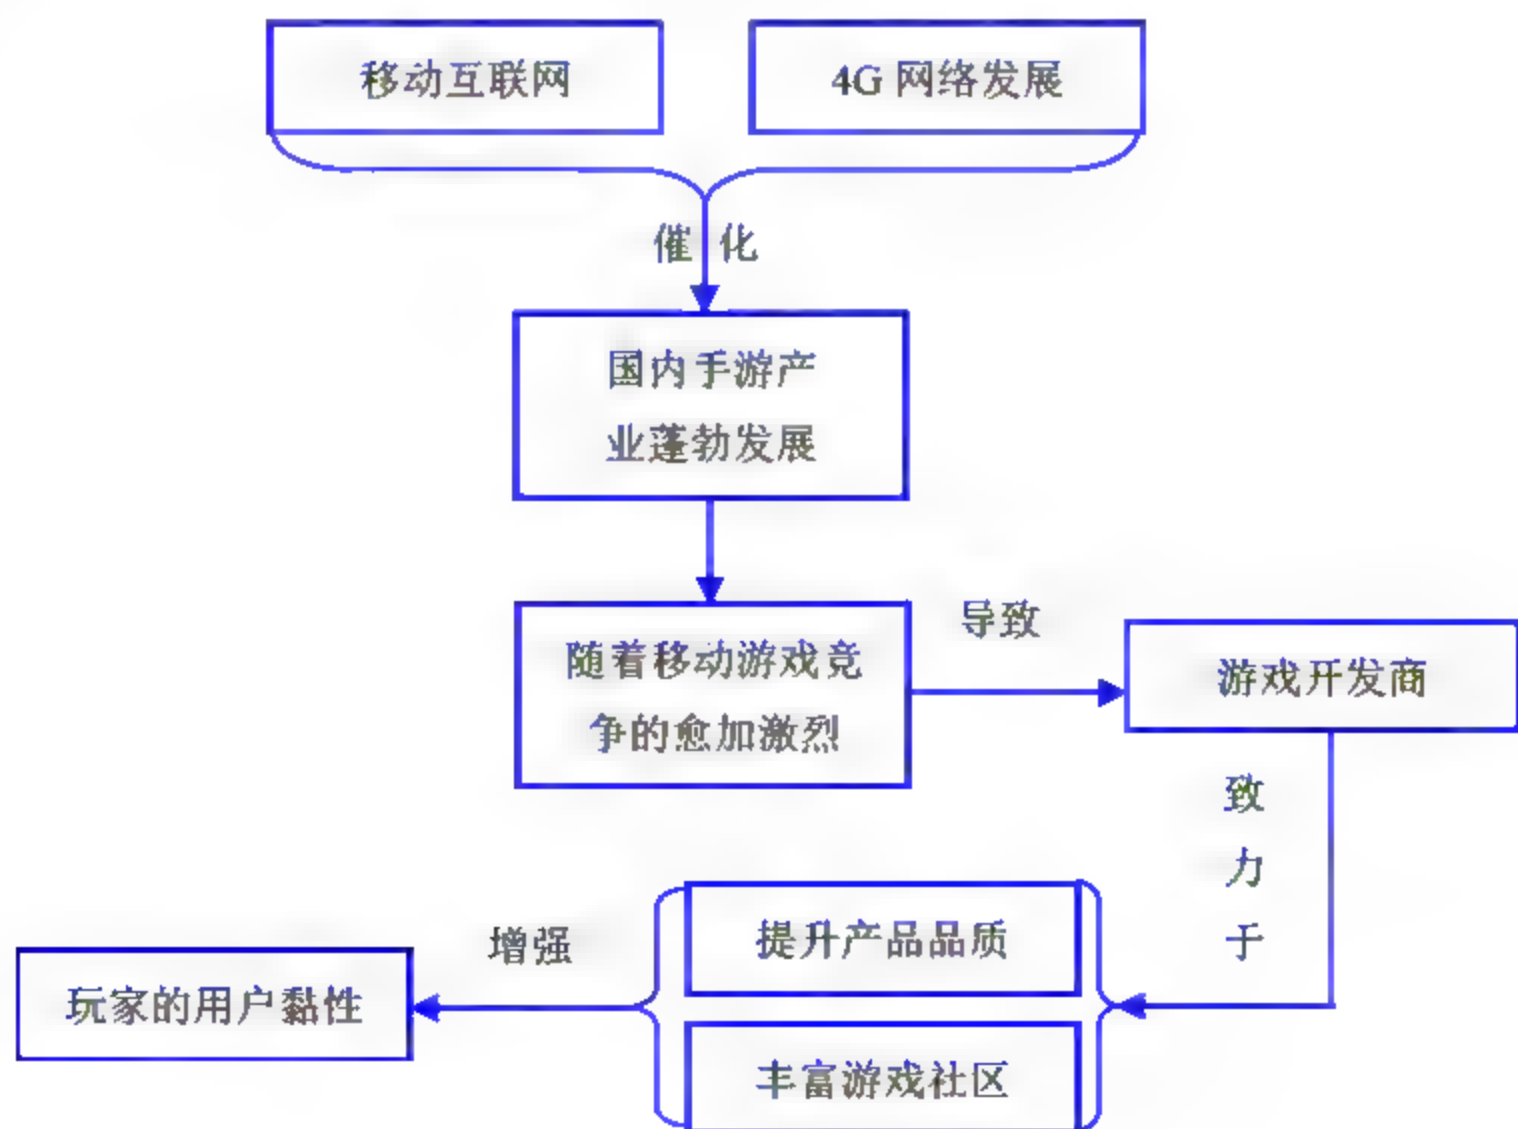 移动互联网
4G 网络发展
催 化
国内手游产
业蓬勃发展
随着移动游戏竞
争的愈加激烈
导致
游戏开发商
致
力
于
提升产品品质
丰富游戏社区
增强
玩家的用户黏性